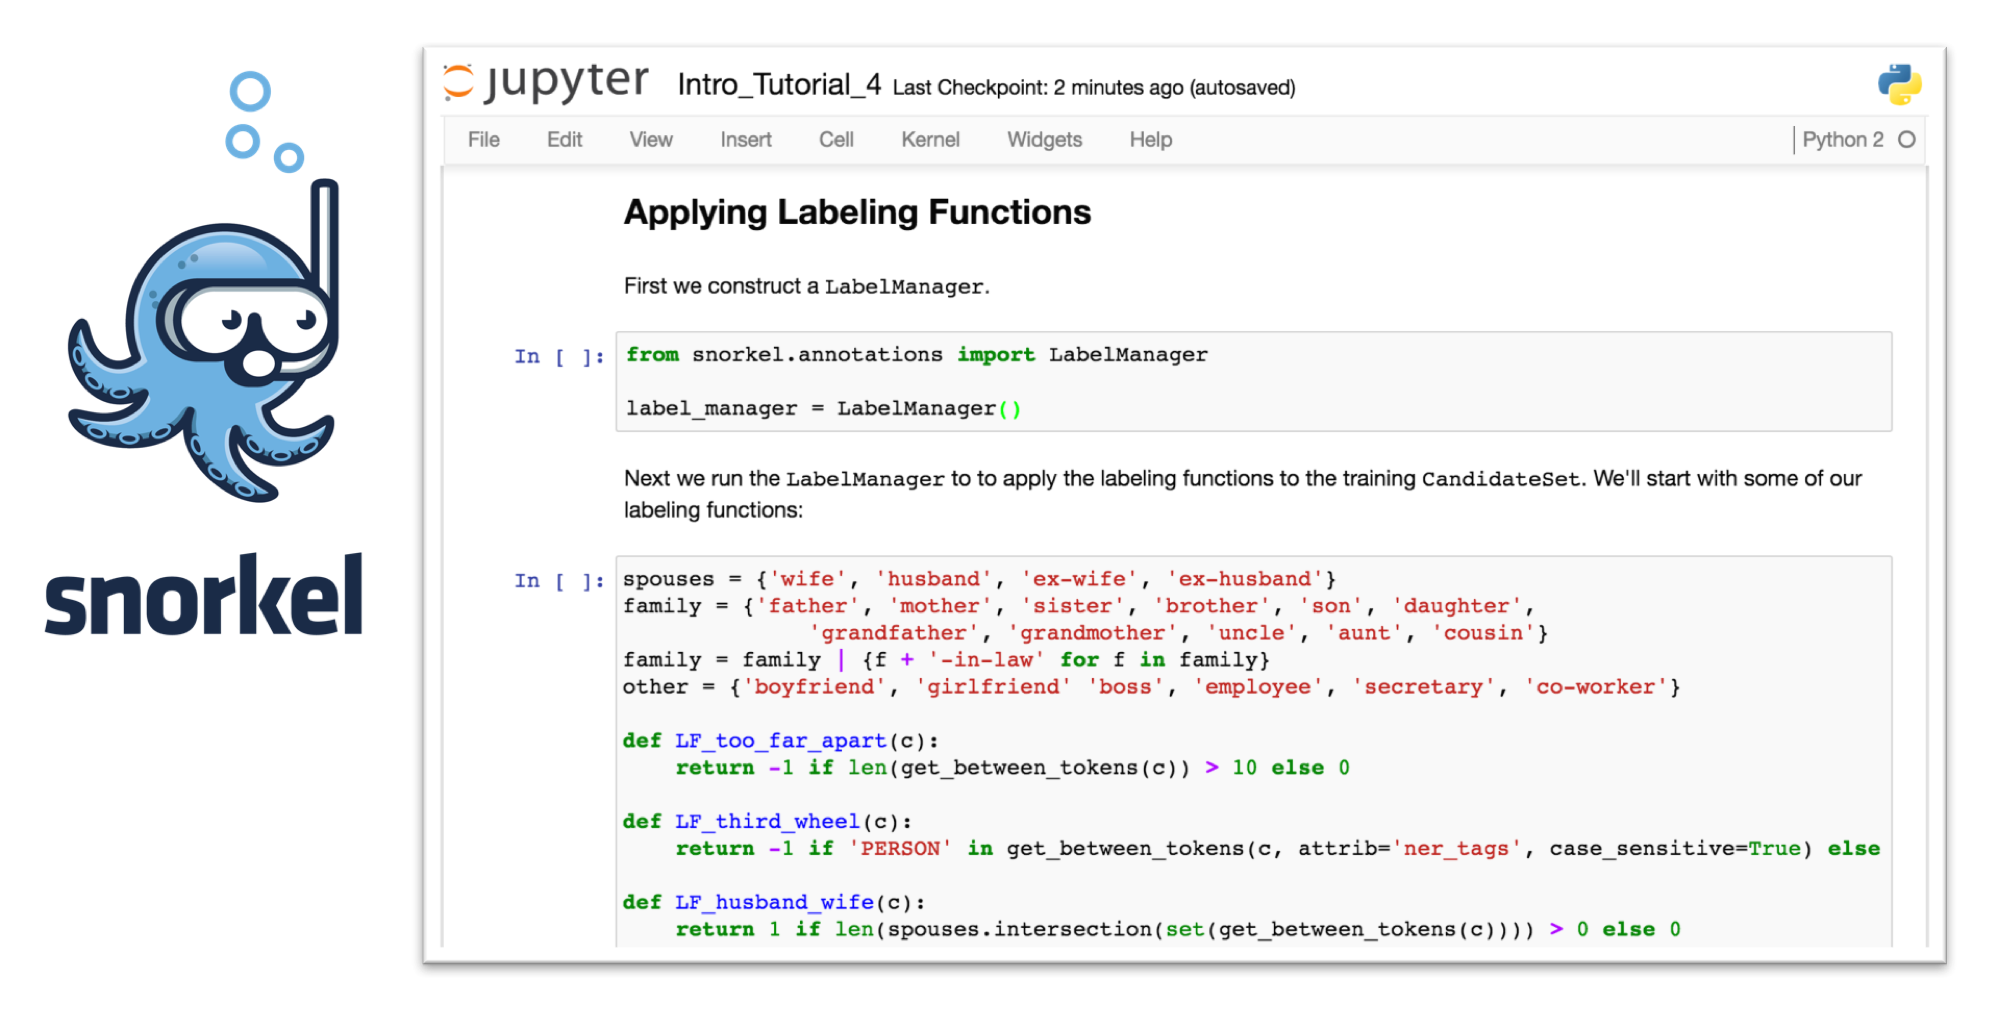 snorkel
jupyter Intro_Tutorial_4 Last Checkpoint: 2 minutes ago (autosaved)
File Edit View Insert Cell Kernel Widgets Help Python 2
Applying Labeling Functions
First we construct a LabelManager.
In [ ]: from snorkel.annotations import LabelManager
label_manager = LabelManager()
Next we run the LabelManager to to apply the labeling functions to the training CandidateSet. We'll start with some of our
labeling functions:
In [ ]: spouses = {'wife', 'husband', 'ex-wife', 'ex-husband'}
family = {'father', 'mother', 'sister', 'brother', 'son', 'daughter',
'grandfather', 'grandmother', 'uncle', 'aunt', 'cousin'}
family = family | {f + '-in-law' for f in family}
other = {'boyfriend', 'girlfriend' 'boss', 'employee', 'secretary', 'co-worker'}
def LF_too_far_apart(c):
return -1 if len(get_between_tokens(c)) > 10 else 0
def LF_third_wheel(c):
return -1 if 'PERSON' in get_between_tokens(c, attrib='ner_tags', case_sensitive=True) else
def LF_husband_wife(c):
return 1 if len(spouses.intersection(set(get_between_tokens(c)))) > 0 else 0